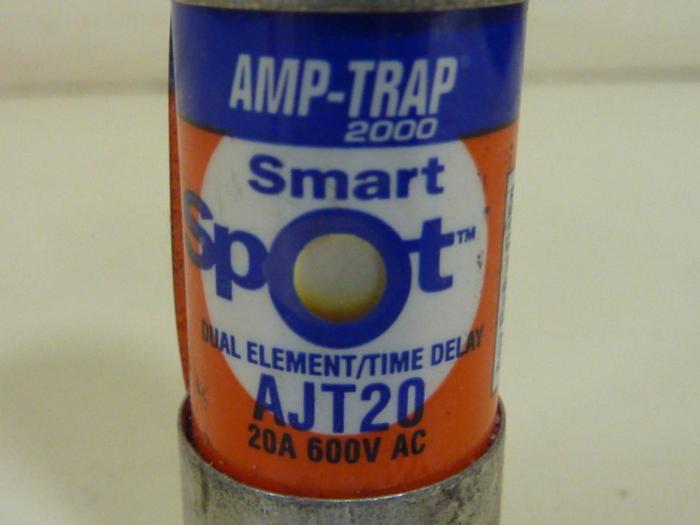 AMP-TRAP
2000
Smart
Spot™
DUAL ELEMENT/TIME DELAY
AJT20
20A 600V AC